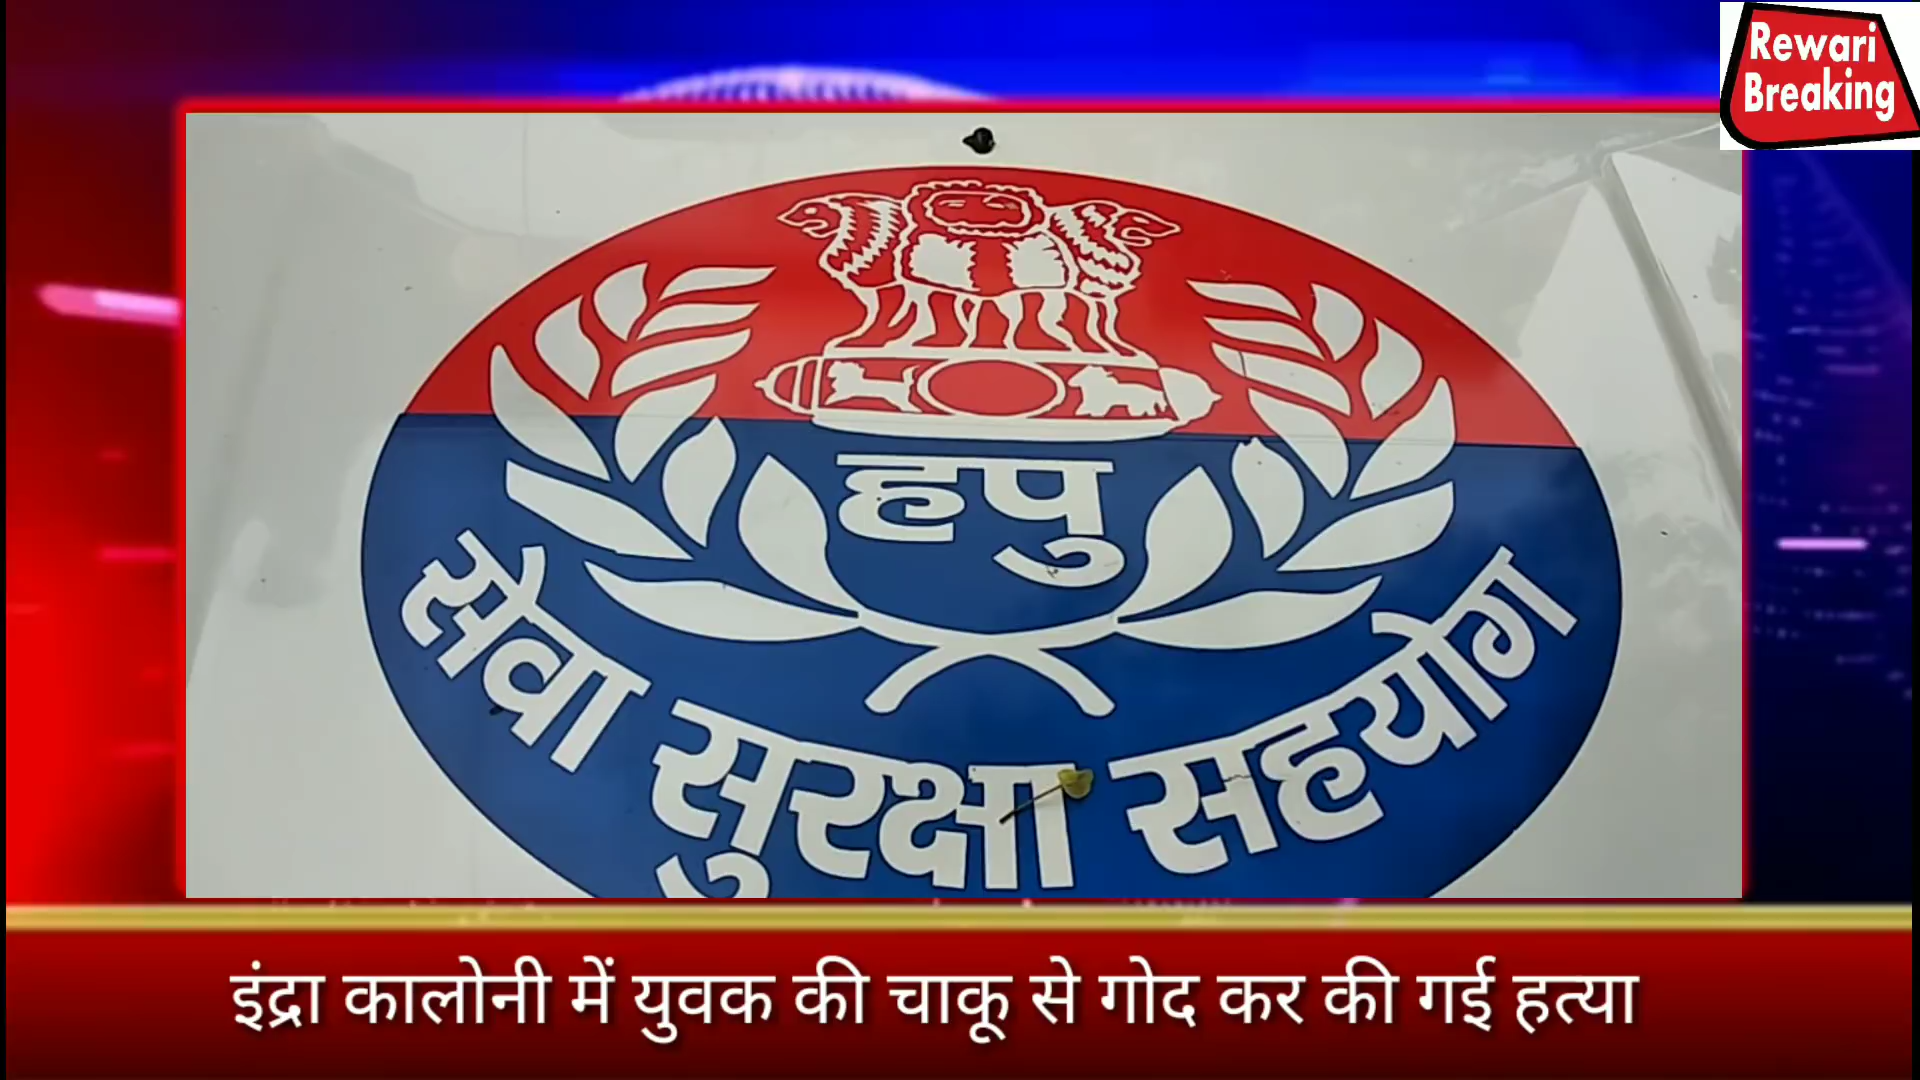 Rewari
Breaking
हपु
सेवा सुरक्षा सहयोग
इंद्रा कालोनी में युवक की चाकू से गोद कर की गई हत्या